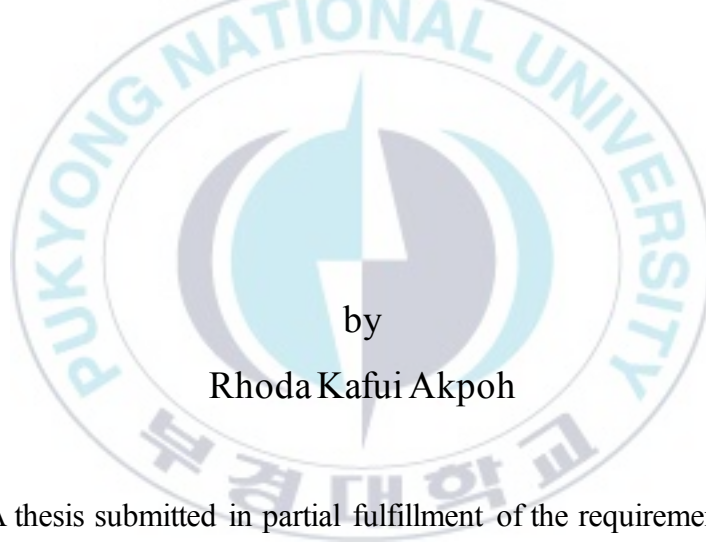 PUKYONG NATIONAL UNIVERSITY
by
Rhoda Kafui Akpoh
부경대학교
thesis submitted in partial fulfillment of the requireme